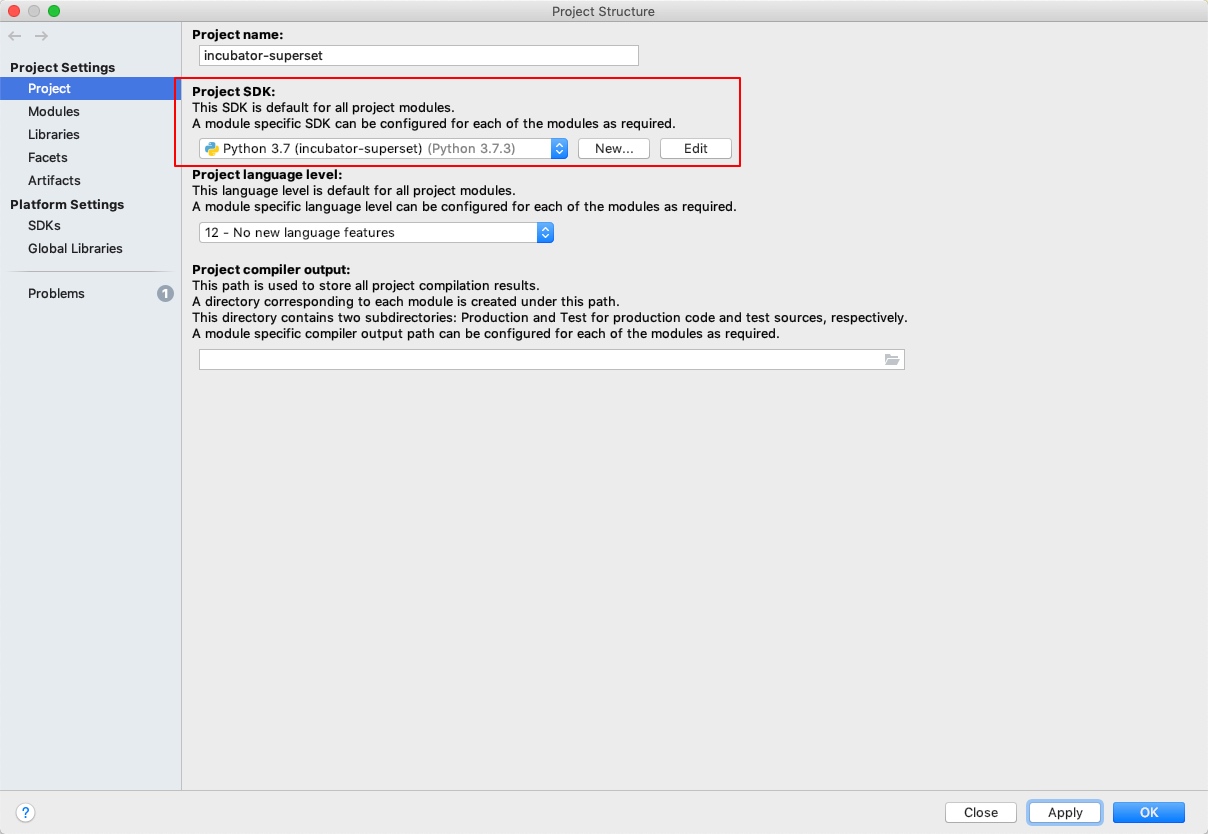 Project Structure
Project Settings
Project
Modules
Libraries
Facets
Artifacts
Platform Settings
SDKs
Global Libraries
Problems 1
Project name:
incubator-superset
Project SDK:
This SDK is default for all project modules.
A module specific SDK can be configured for each of the modules as required.
Python 3.7 (incubator-superset) (Python 3.7.3) New... Edit
Project language level:
This language level is default for all project modules.
A module specific language level can be configured for each of the modules as required.
12 - No new language features
Project compiler output:
This path is used to store all project compilation results.
A directory corresponding to each module is created under this path.
This directory contains two subdirectories: Production and Test for production code and test sources, respectively.
A module specific compiler output path can be configured for each of the modules as required.
? Close Apply OK